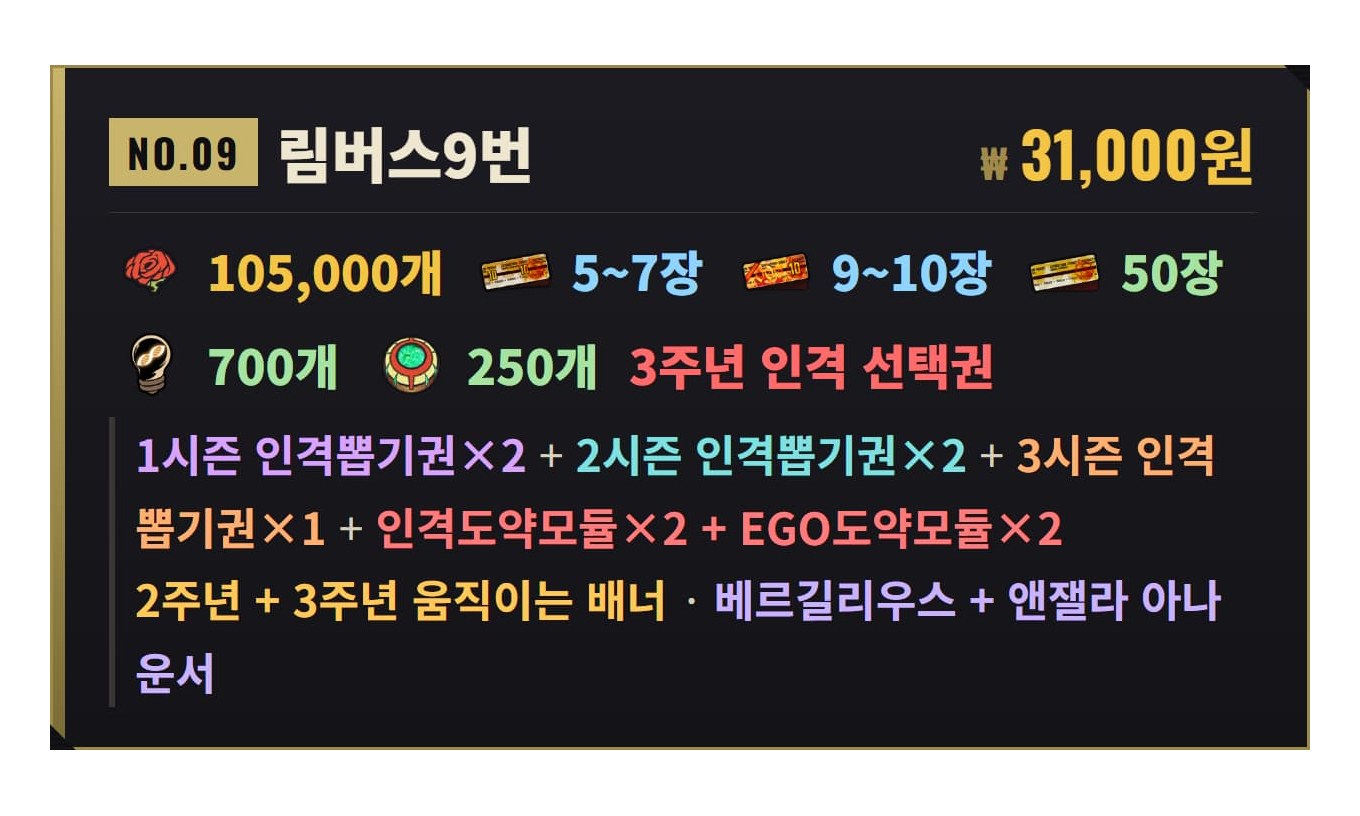 NO.09 림버스9번 ₩ 31,000원
105,000개 5~7장 9~10장 50장
700개 250개 3주년 인격 선택권
1시즌 인격뽑기권×2 + 2시즌 인격뽑기권×2 + 3시즌 인격
뽑기권×1 + 인격도약모듈×2 + EGO도약모듈×2
2주년 + 3주년 움직이는 배너 · 베르길리우스 + 앤젤라 아나
운서